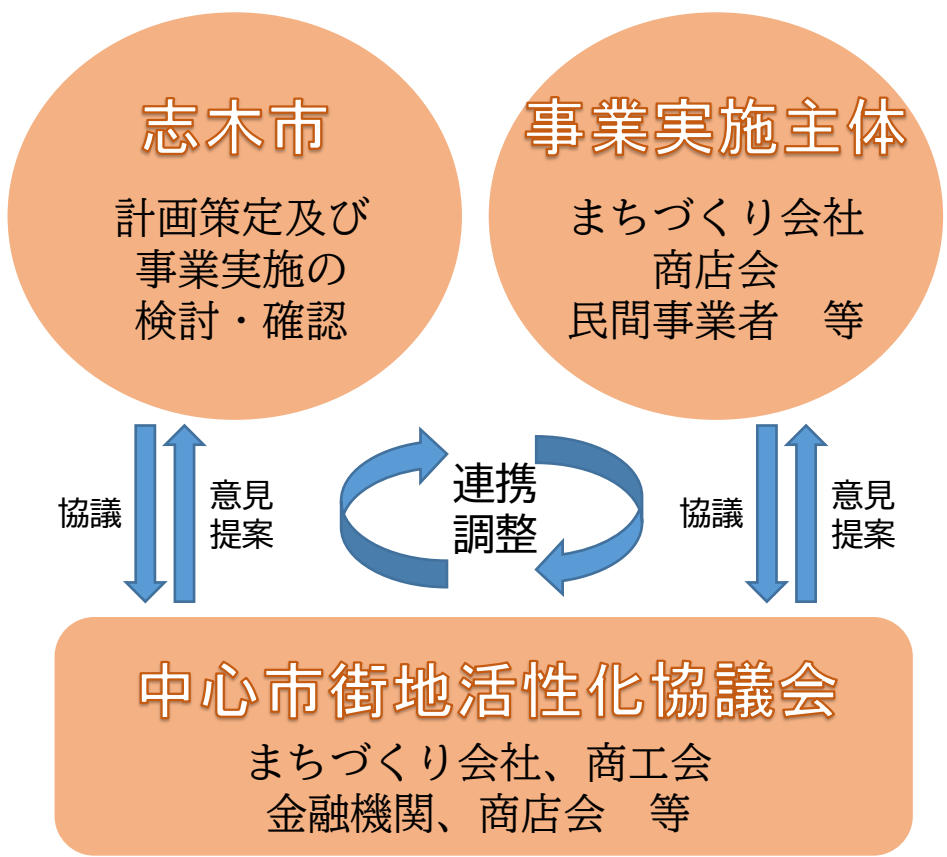 志木市
計画策定及び
事業実施の
検討・確認
事業実施主体
まちづくり会社
商店会
民間事業者　等
協議
意見
提案
連携
調整
協議
意見
提案
中心市街地活性化協議会
まちづくり会社、商工会
金融機関、商店会　等